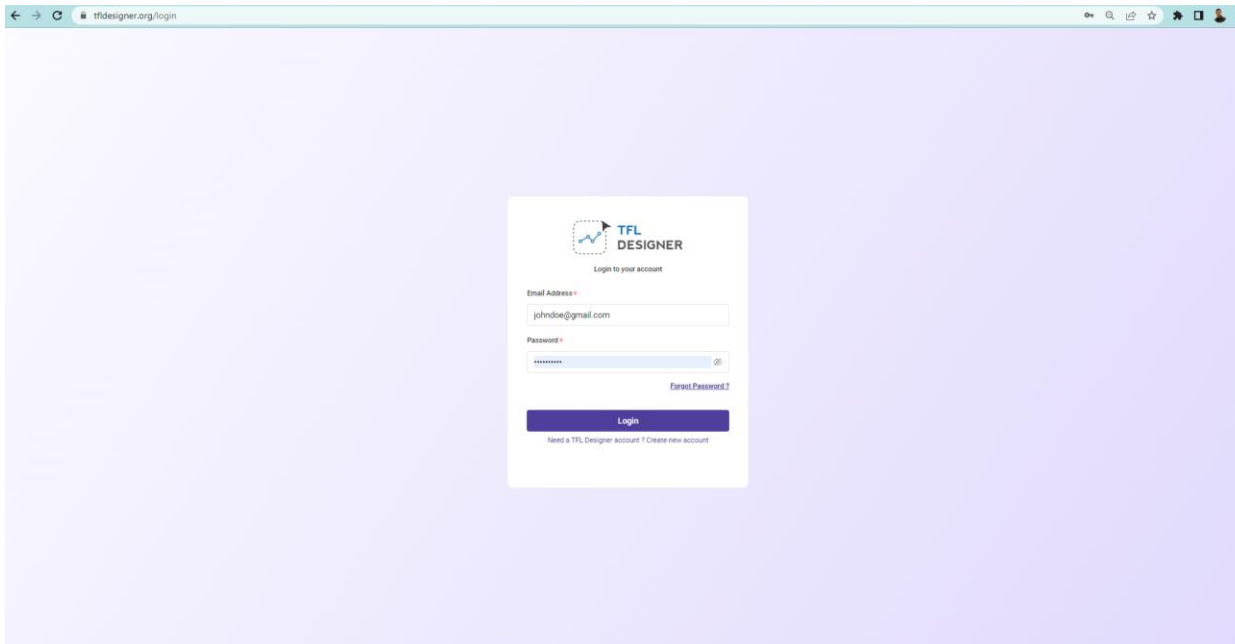 tfldesigner.org/login
TFL
DESIGNER
Login to your account
Email Address*
johndoe@gmail.com
Password*
••••••••••
Forgot Password ?
Login
Need a TFL Designer account ? Create new account